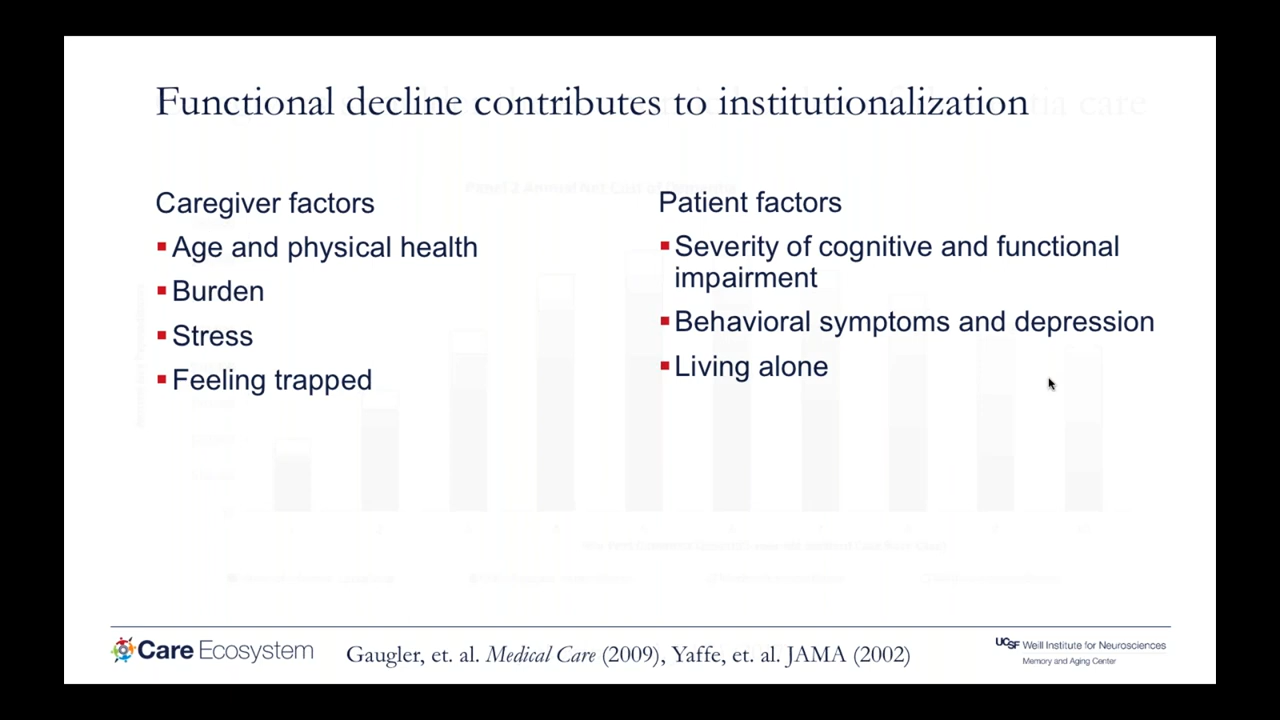 Functional decline contributes to institutionalization
Caregiver factors
Age and physical health
Burden
Stress
Feeling trapped
Patient factors
Severity of cognitive and functional
impairment
Behavioral symptoms and depression
Living alone
Care Ecosystem
Gaugler, et. al. Medical Care (2009), Yaffe, et. al. JAMA (2002)
UCSF Weill Institute for Neurosciences
Memory and Aging Center